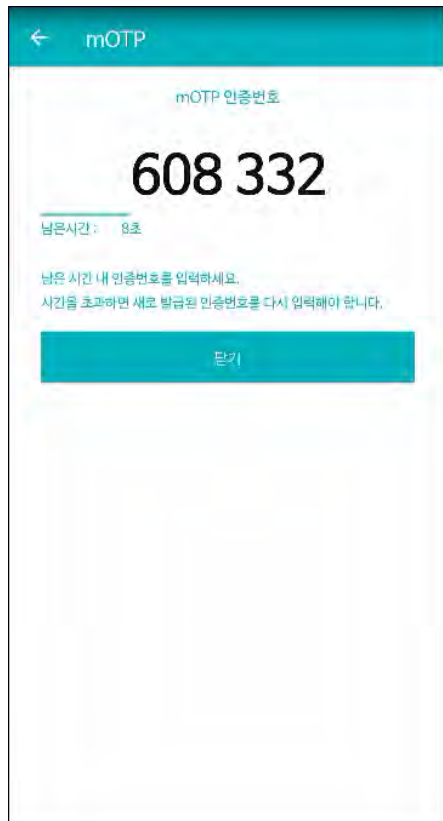 mOTP
mOTP 인증번호
608 332
남은시간 : 8초
남은 시간 내 인증번호를 입력하세요.
시간을 초과하면 새로 발급된 인증번호를 다시 입력해야 합니다.
닫기